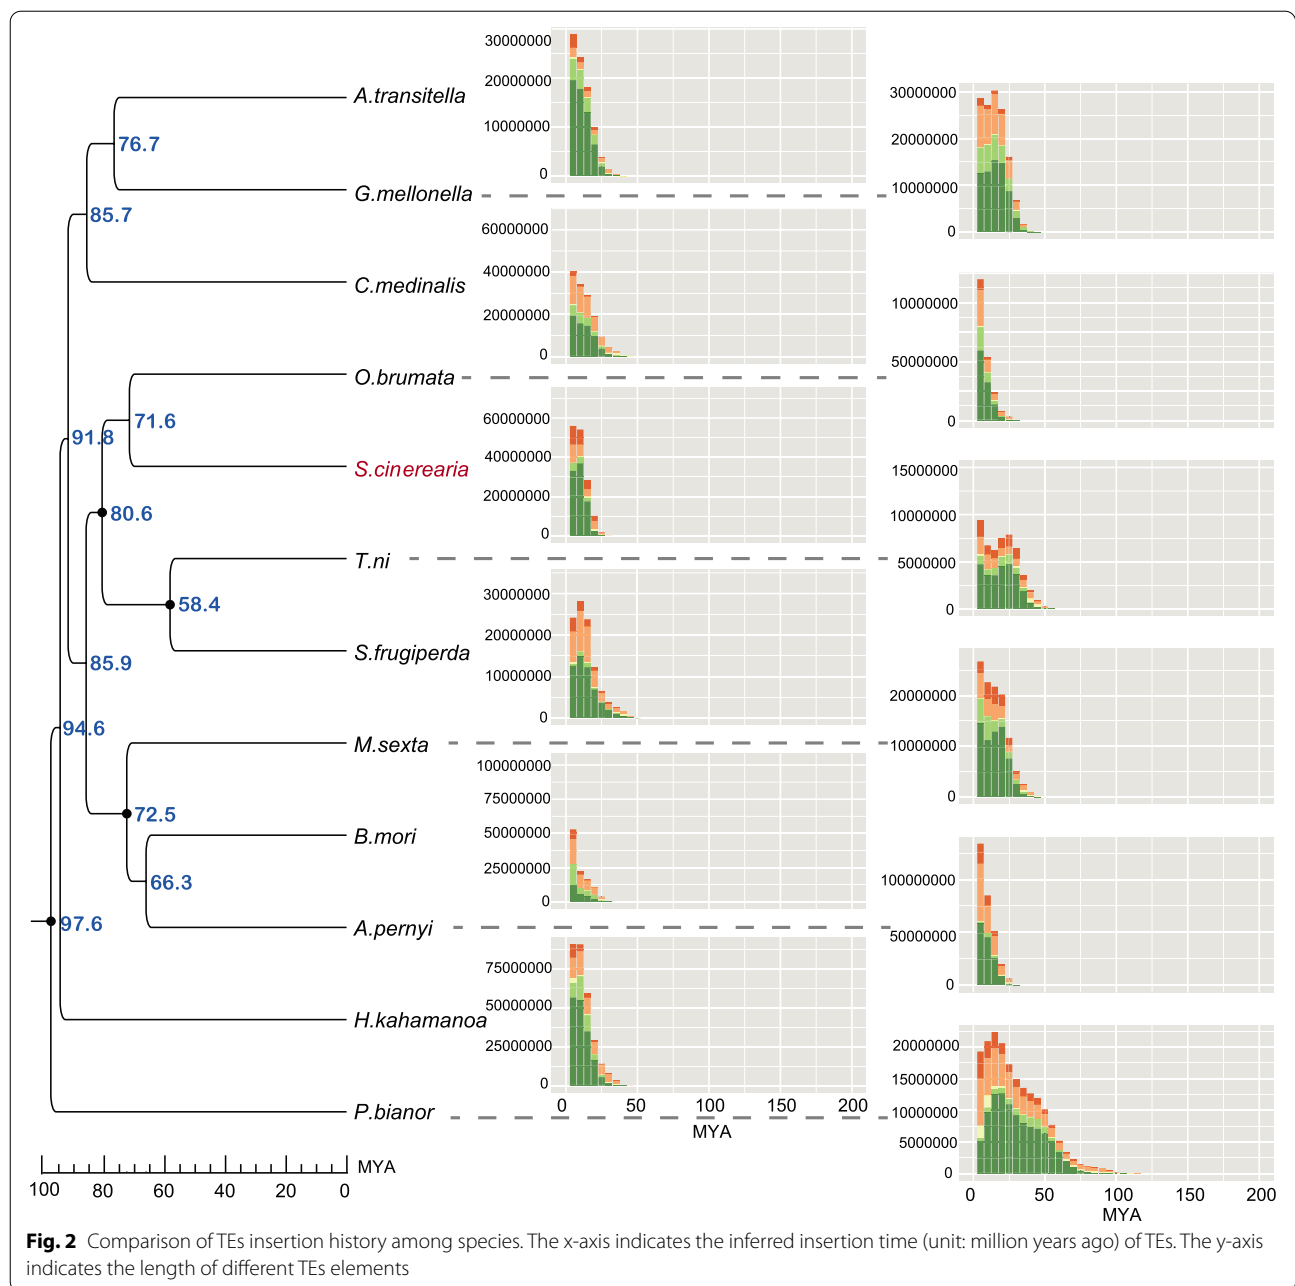 A.transitella
G.mellonella
C.medinalis
O.brumata
S.cinerearia
T.ni
S.frugiperda
M.sexta
B.mori
A.pernyi
H.kahamanoa
P.bianor
76.7
85.7
91.8
71.6
80.6
58.4
85.9
94.6
72.5
66.3
97.6
100 80 60 40 20 0
MYA
30000000
20000000
10000000
0
60000000
40000000
20000000
0
60000000
40000000
20000000
0
30000000
20000000
10000000
0
100000000
75000000
50000000
25000000
0
75000000
50000000
25000000
0
0 50 100 150 200
MYA
30000000
20000000
10000000
0
10000000
50000000
0
15000000
10000000
5000000
0
20000000
10000000
0
100000000
50000000
0
20000000
15000000
10000000
5000000
0
0 50 100 150 200
MYA
Fig. 2 Comparison of TEs insertion history among species. The x-axis indicates the inferred insertion time (unit: million years ago) of TEs. The y-axis
indicates the length of different TEs elements